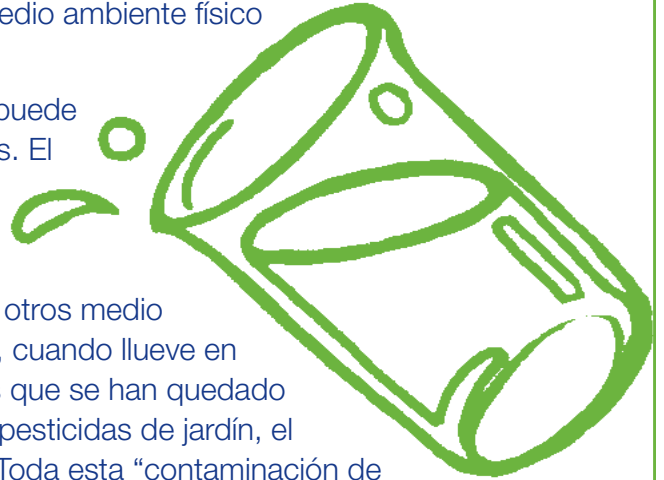 edio ambiente físico
puede
s. El
otros medio
, cuando llueve en
s que se han quedado
pesticidas de jardín, el
Toda esta “contaminación de